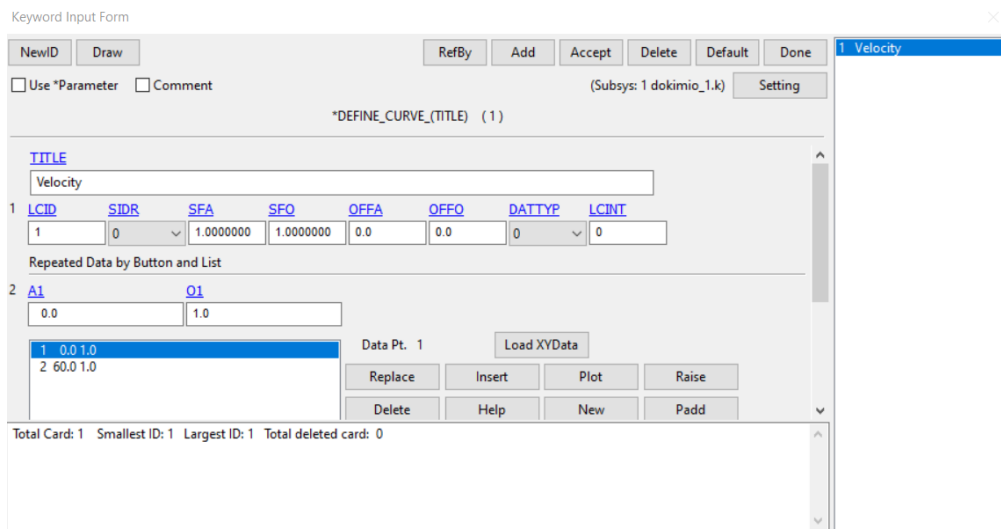 Keyword Input Form
NewID Draw RefBy Add Accept Delete Default Done
1 Velocity
Use *Parameter Comment (Subsys: 1 dokimio_1.k) Setting
*DEFINE_CURVE_(TITLE) (1)
TITLE
Velocity
1 LCID SIDR SFA SFO OFFA OFFO DATTYP LCINT
1 0 1.0000000 1.0000000 0.0 0.0 0 0
Repeated Data by Button and List
2 A1 O1
0.0 1.0
1 0.0 1.0
2 60.0 1.0
Data Pt. 1 Load XYData
Replace Insert Plot Raise
Delete Help New Padd
Total Card: 1 Smallest ID: 1 Largest ID: 1 Total deleted card: 0